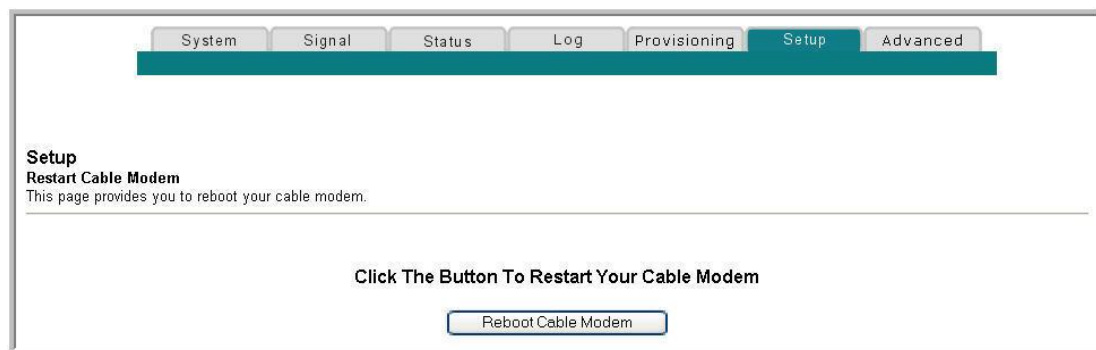 System Signal Status Log Provisioning Setup Advanced
Setup
Restart Cable Modem
This page provides you to reboot your cable modem.
Click The Button To Restart Your Cable Modem
Reboot Cable Modem